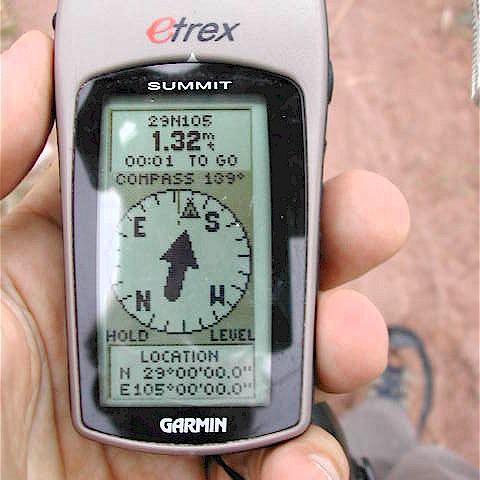 etrex
SUMMIT
29N105
1.32 mt
00:01 TO GO
COMPASS 139°
E S
N W
HOLD LEVEL
LOCATION
N 29°00'00.0"
E105°00'00.0"
GARMIN